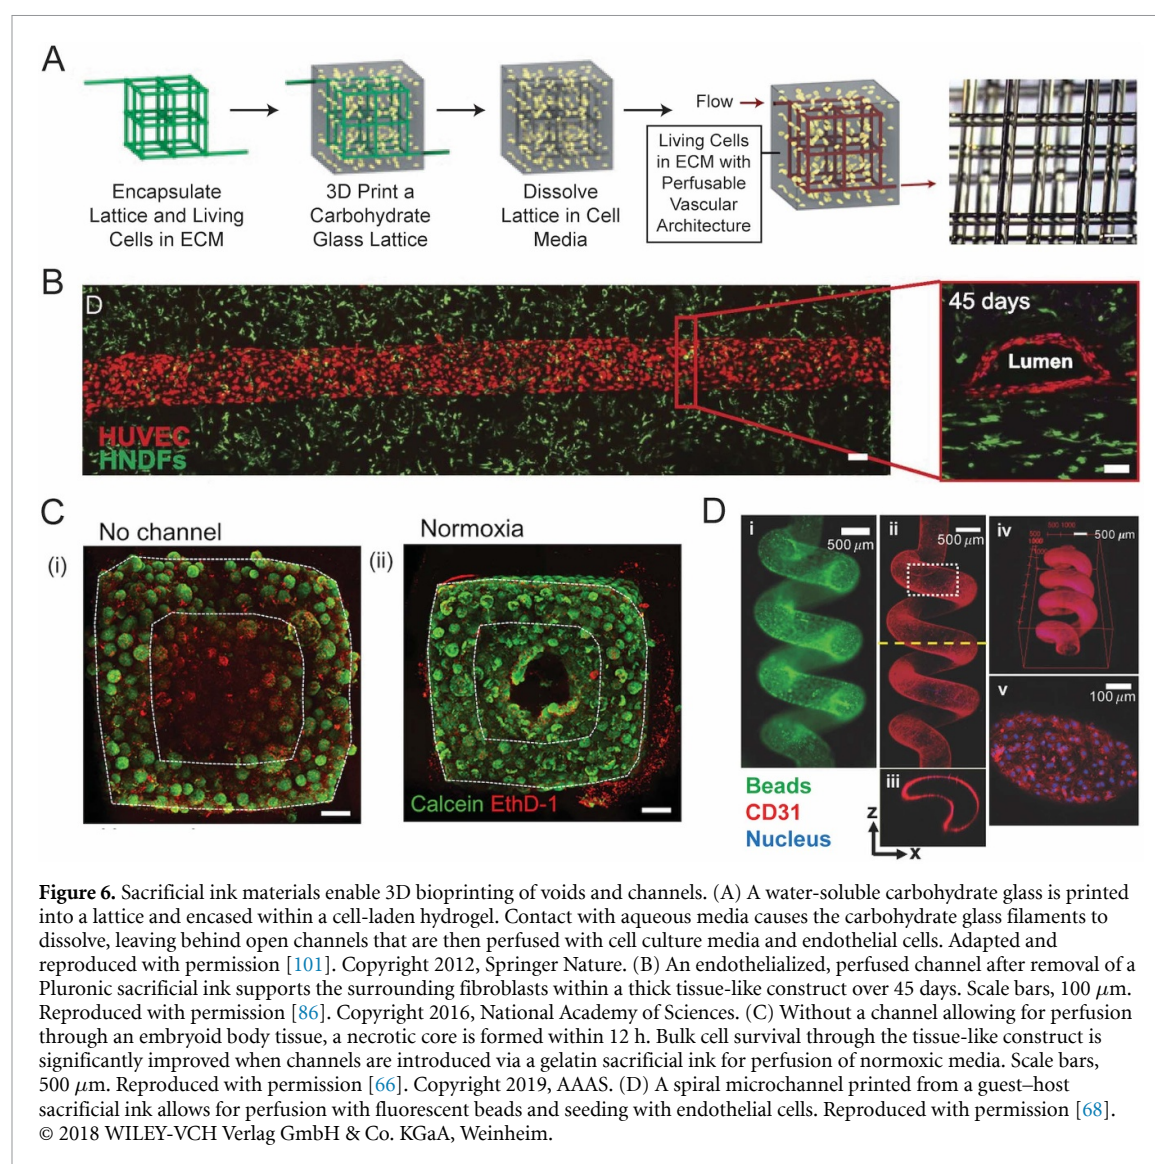 A
Encapsulate
Lattice and Living
Cells in ECM
3D Print a
Carbohydrate
Glass Lattice
Dissolve
Lattice in Cell
Media
Flow
Living Cells
in ECM with
Perfusable
Vascular
Architecture
B
D
HUVEC
HNDFs
45 days
Lumen
C
No channel
(i)
Normoxia
(ii)
Calcein EthD-1
D
i
500 μm
ii
500 μm
iii
iv
500 1000
500
1000
500 μm
v
100 μm
Beads
CD31
Nucleus
z
x
Figure 6. Sacrificial ink materials enable 3D bioprinting of voids and channels. (A) A water-soluble carbohydrate glass is printed
into a lattice and encased within a cell-laden hydrogel. Contact with aqueous media causes the carbohydrate glass filaments to
dissolve, leaving behind open channels that are then perfused with cell culture media and endothelial cells. Adapted and
reproduced with permission [101]. Copyright 2012, Springer Nature. (B) An endothelialized, perfused channel after removal of a
Pluronic sacrificial ink supports the surrounding fibroblasts within a thick tissue-like construct over 45 days. Scale bars, 100 μm.
Reproduced with permission [86]. Copyright 2016, National Academy of Sciences. (C) Without a channel allowing for perfusion
through an embryoid body tissue, a necrotic core is formed within 12 h. Bulk cell survival through the tissue-like construct is
significantly improved when channels are introduced via a gelatin sacrificial ink for perfusion of normoxic media. Scale bars,
500 μm. Reproduced with permission [66]. Copyright 2019, AAAS. (D) A spiral microchannel printed from a guest–host
sacrificial ink allows for perfusion with fluorescent beads and seeding with endothelial cells. Reproduced with permission [68].
© 2018 WILEY-VCH Verlag GmbH & Co. KGaA, Weinheim.